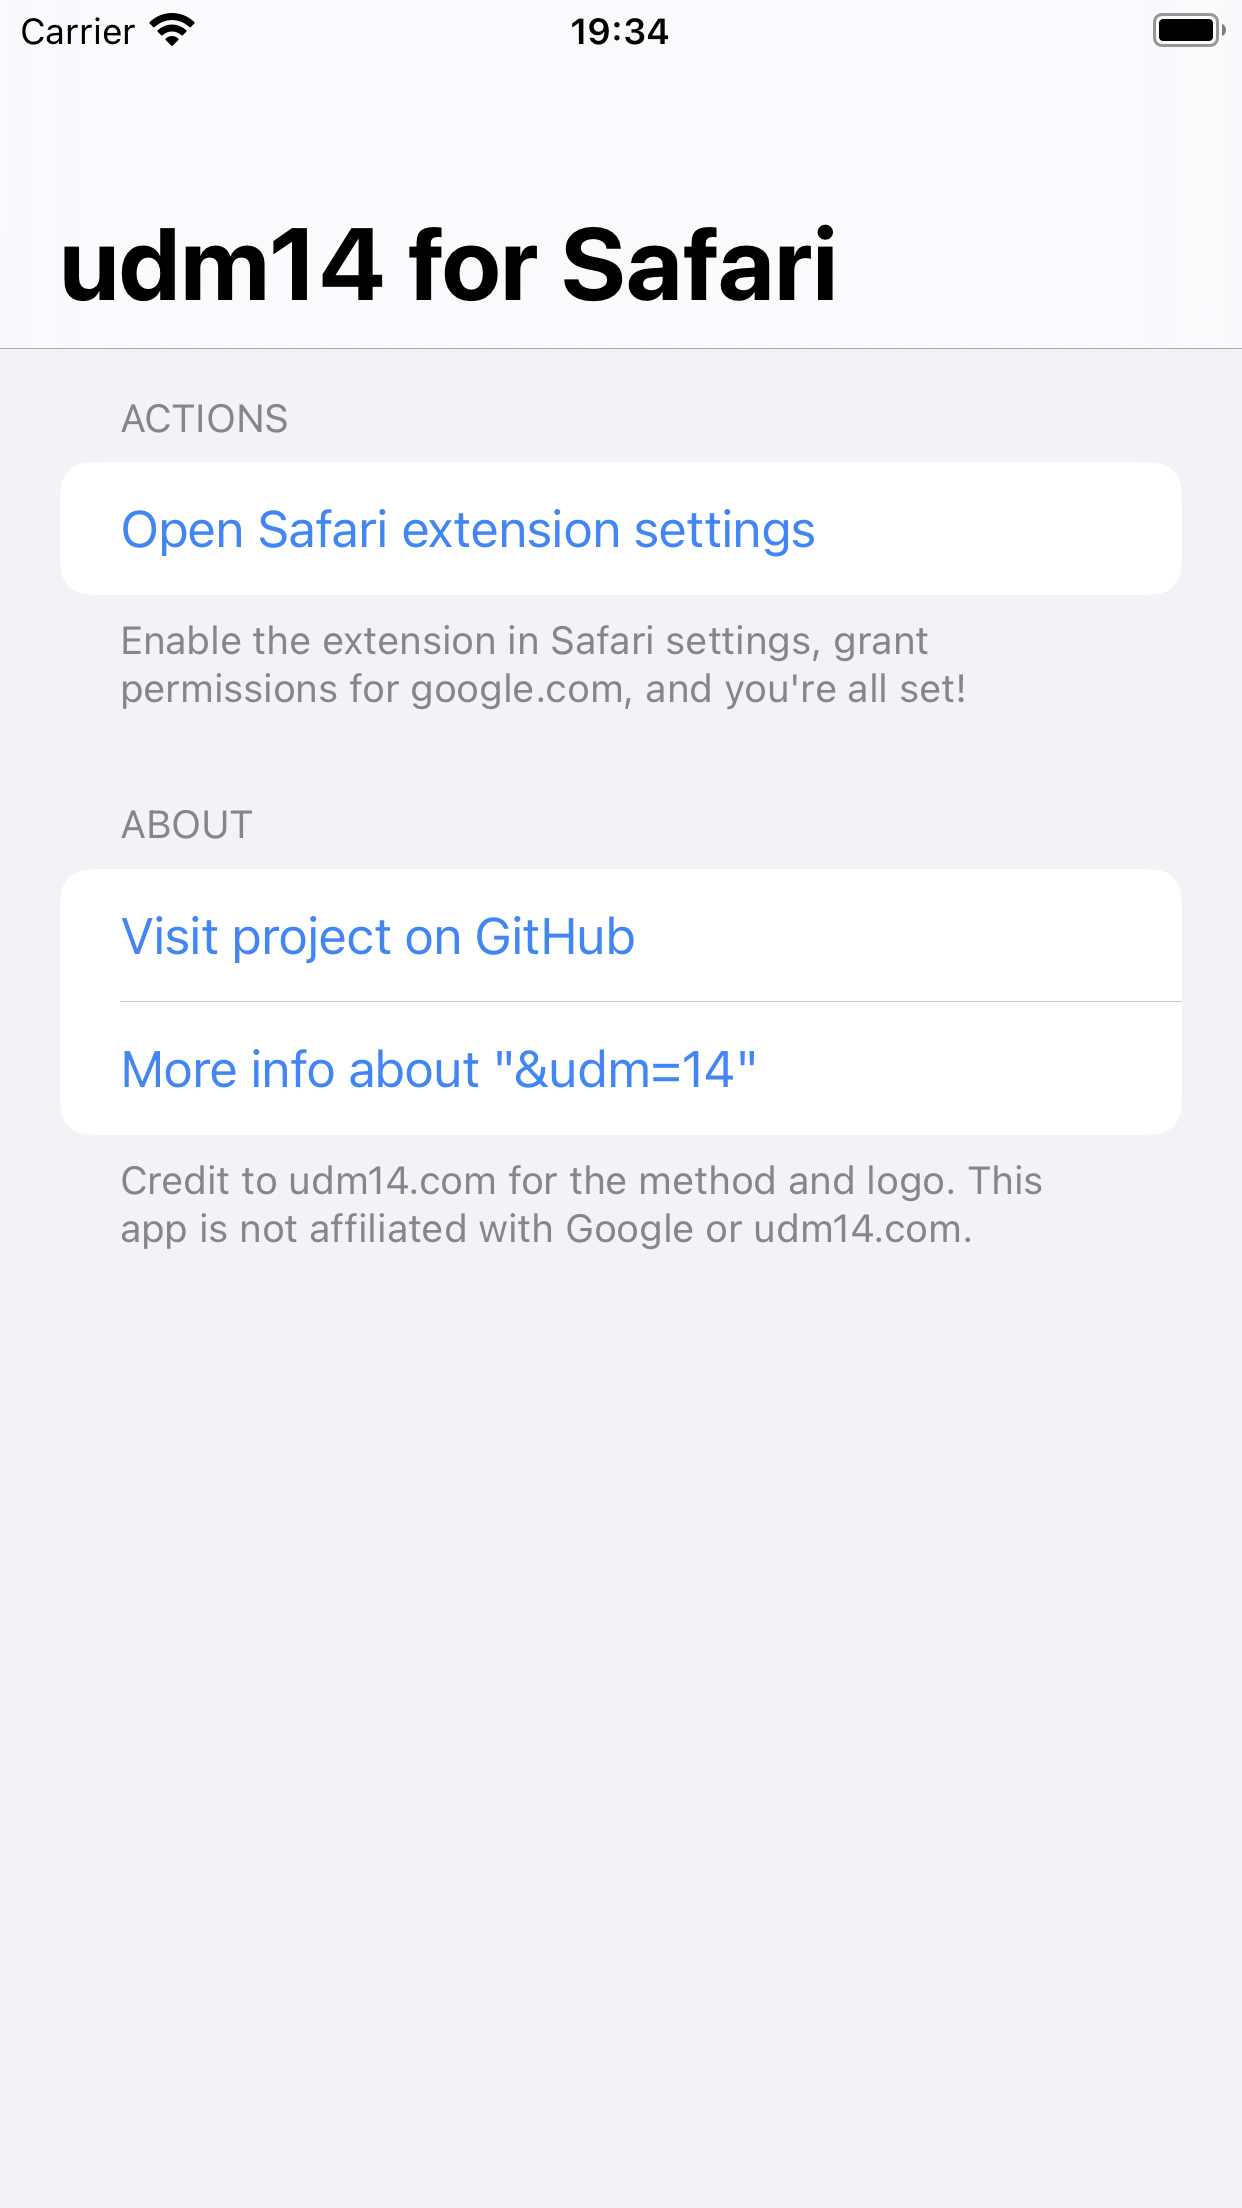 Carrier 19:34
udm14 for Safari
ACTIONS
Open Safari extension settings
Enable the extension in Safari settings, grant
permissions for google.com, and you're all set!
ABOUT
Visit project on GitHub
More info about "&udm=14"
Credit to udm14.com for the method and logo. This
app is not affiliated with Google or udm14.com.